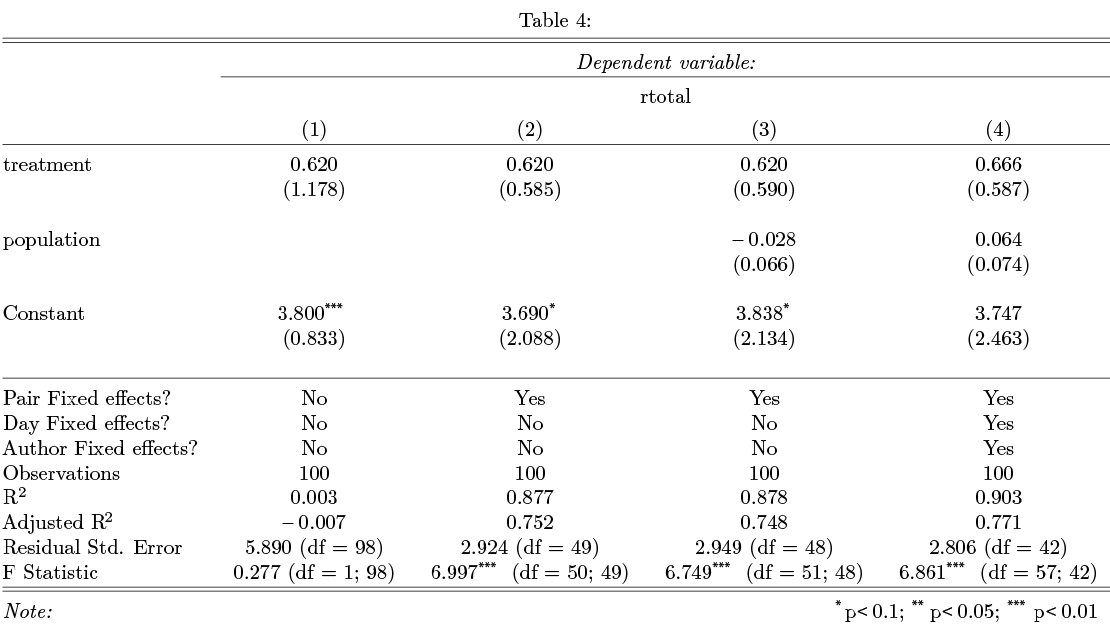 Table 4:
Dependent variable:
rtotal
(1) (2) (3) (4)
treatment 0.620 0.620 0.620 0.666
(1.178) (0.585) (0.590) (0.587)
population −0.028 0.064
(0.066) (0.074)
Constant 3.800*** 3.690* 3.838* 3.747
(0.833) (2.088) (2.134) (2.463)
Pair Fixed effects? No Yes Yes Yes
Day Fixed effects? No No No Yes
Author Fixed effects? No No No Yes
Observations 100 100 100 100
R² 0.003 0.877 0.878 0.903
Adjusted R² −0.007 0.752 0.748 0.771
Residual Std. Error 5.890 (df = 98) 2.924 (df = 49) 2.949 (df = 48) 2.806 (df = 42)
F Statistic 0.277 (df = 1; 98) 6.997*** (df = 50; 49) 6.749*** (df = 51; 48) 6.861*** (df = 57; 42)
Note: *p<0.1; **p<0.05; ***p<0.01